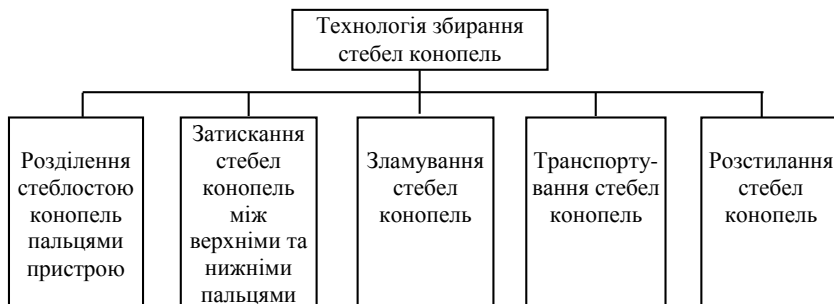 Технологія збирання
стебел конопель
Розділення
стеблостою
конопель
пальцями
пристрою
Затискання
стебел
конопель
між
верхніми та
нижніми
пальцями
Зламування
стебел
конопель
Транспорту-
вання стебел
конопель
Розстилання
стебел
конопель